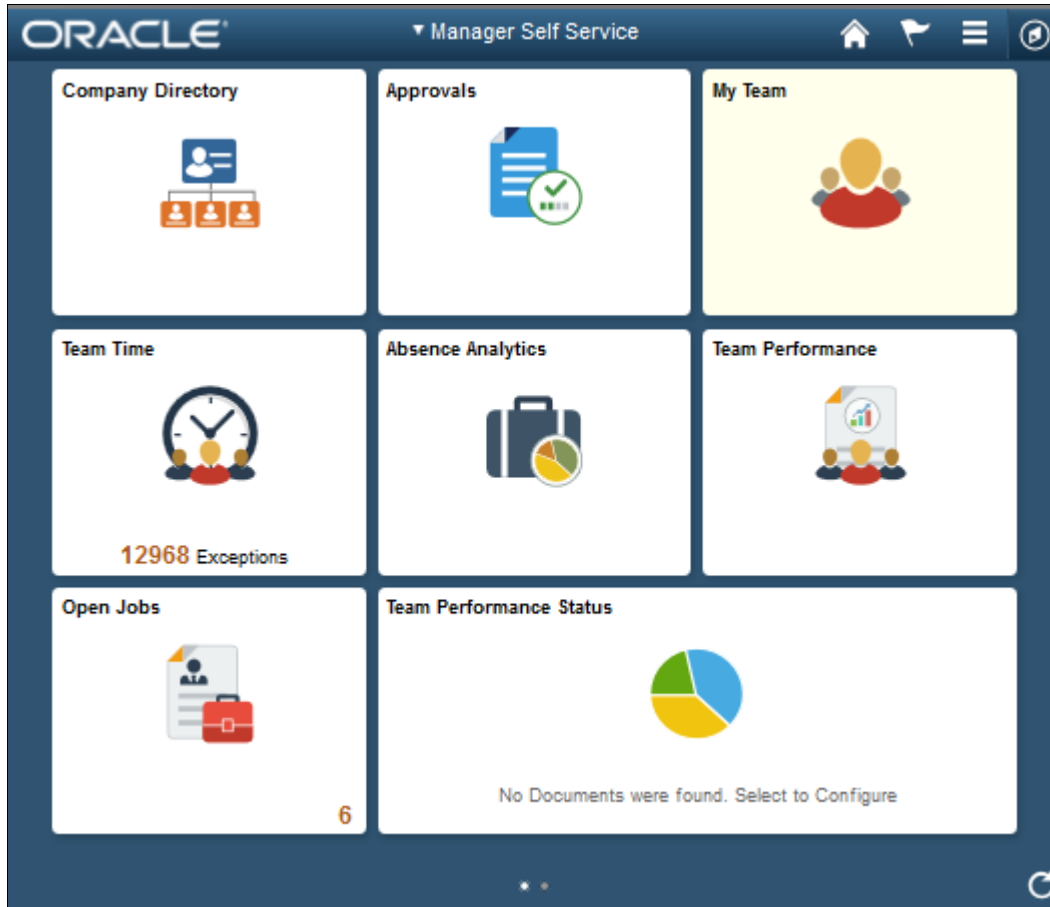 ORACLE
Manager Self Service
Company Directory
Approvals
My Team
Team Time
12968 Exceptions
Absence Analytics
Team Performance
Open Jobs
6
Team Performance Status
No Documents were found. Select to Configure